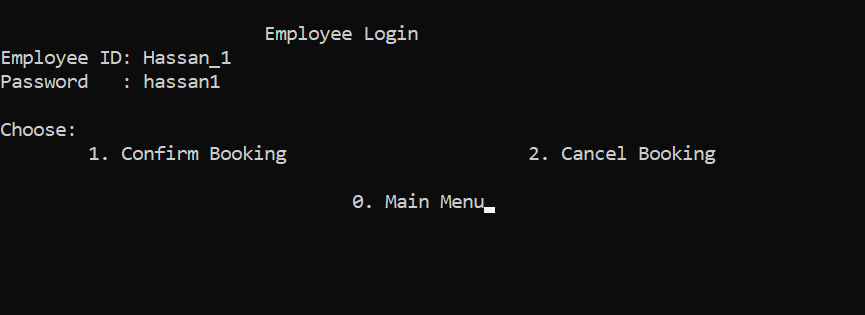 Employee Login
Employee ID: Hassan_1
Password : hassan1
Choose:
1. Confirm Booking 2. Cancel Booking
0. Main Menu